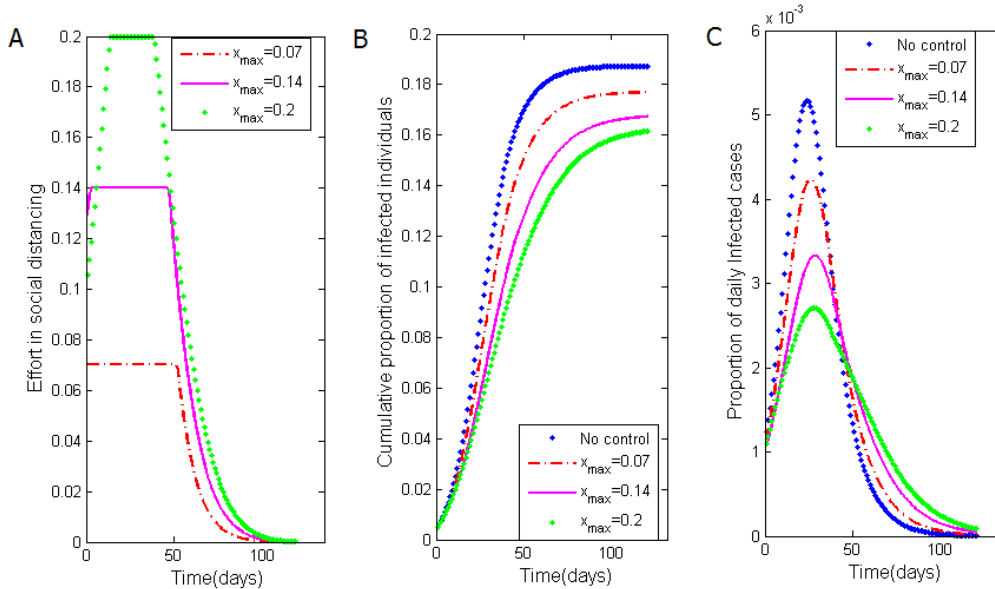 A
Effort in social distancing
0.2
0.18
0.16
0.14
0.12
0.1
0.08
0.06
0.04
0.02
0
0 50 100
Time(days)
x_max=0.07
x_max=0.14
x_max=0.2
B
Cumulative proportion of infected individuals
0.2
0.18
0.16
0.14
0.12
0.1
0.08
0.06
0.04
0.02
0
0 50 100
Time(days)
No control
x_max=0.07
x_max=0.14
x_max=0.2
C
x 10^-3
Proportion of daily Infected cases
6
5
4
3
2
1
0
0 50 100
Time(days)
No control
x_max=0.07
x_max=0.14
x_max=0.2